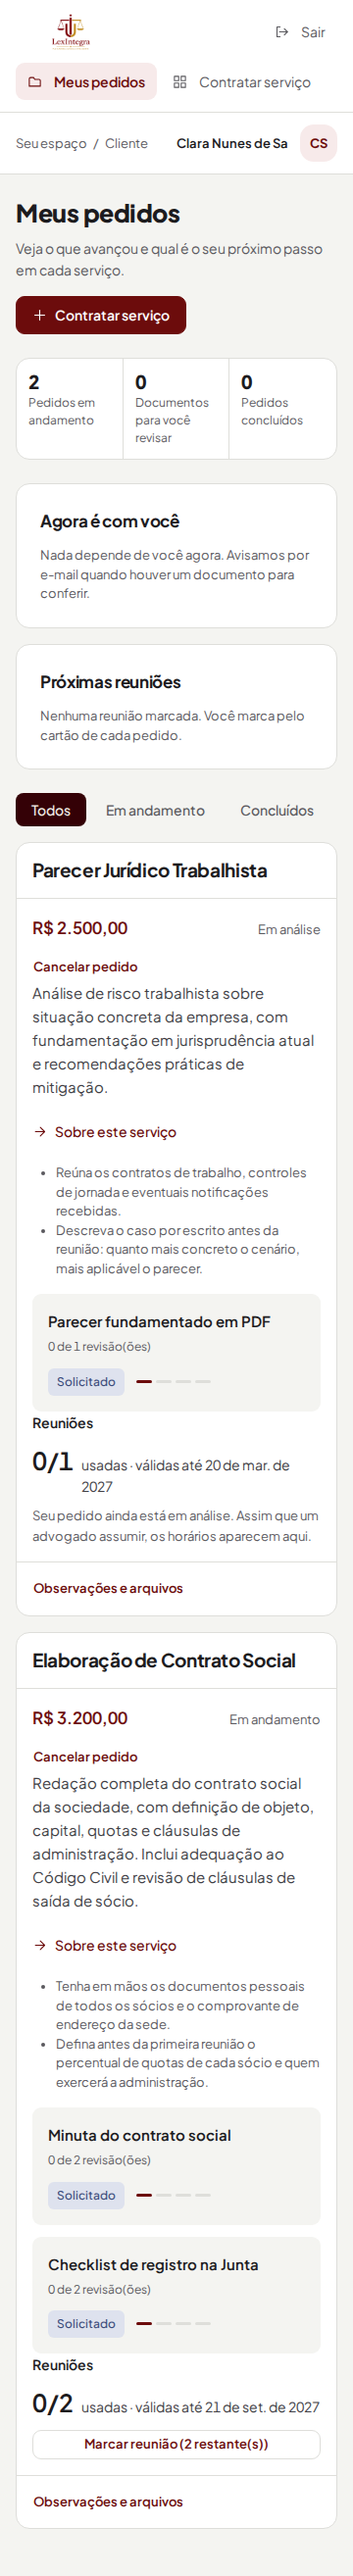 LexIntegra
Sair
Meus pedidos
Contratar serviço
Seu espaço / Cliente
Clara Nunes de Sa
CS
Meus pedidos
Veja o que avançou e qual é o seu próximo passo
em cada serviço.
Contratar serviço
2
Pedidos em
andamento
0
Documentos
para você
revisar
0
Pedidos
concluídos
Agora é com você
Nada depende de você agora. Avisamos por
e-mail quando houver um documento para
conferir.
Próximas reuniões
Nenhuma reunião marcada. Você marca pelo
cartão de cada pedido.
Todos
Em andamento
Concluídos
Parecer Jurídico Trabalhista
R$ 2.500,00
Em análise
Cancelar pedido
Análise de risco trabalhista sobre
situação concreta da empresa, com
fundamentação em jurisprudência atual
e recomendações práticas de
mitigação.
Sobre este serviço
• Reúna os contratos de trabalho, controles
de jornada e eventuais notificações
recebidas.
• Descreva o caso por escrito antes da
reunião: quanto mais concreto o cenário,
mais aplicável o parecer.
Parecer fundamentado em PDF
0 de 1 revisão(ões)
Solicitado
Reuniões
0/1 usadas · válidas até 20 de mar. de
2027
Seu pedido ainda está em análise. Assim que um
advogado assumir, os horários aparecem aqui.
Observações e arquivos
Elaboração de Contrato Social
R$ 3.200,00
Em andamento
Cancelar pedido
Redação completa do contrato social
da sociedade, com definição de objeto,
capital, quotas e cláusulas de
administração. Inclui adequação ao
Código Civil e revisão de cláusulas de
saída de sócio.
Sobre este serviço
• Tenha em mãos os documentos pessoais
de todos os sócios e o comprovante de
endereço da sede.
• Defina antes da primeira reunião o
percentual de quotas de cada sócio e quem
exercerá a administração.
Minuta do contrato social
0 de 2 revisão(ões)
Solicitado
Checklist de registro na Junta
0 de 2 revisão(ões)
Solicitado
Reuniões
0/2 usadas · válidas até 21 de set. de 2027
Marcar reunião (2 restante(s))
Observações e arquivos